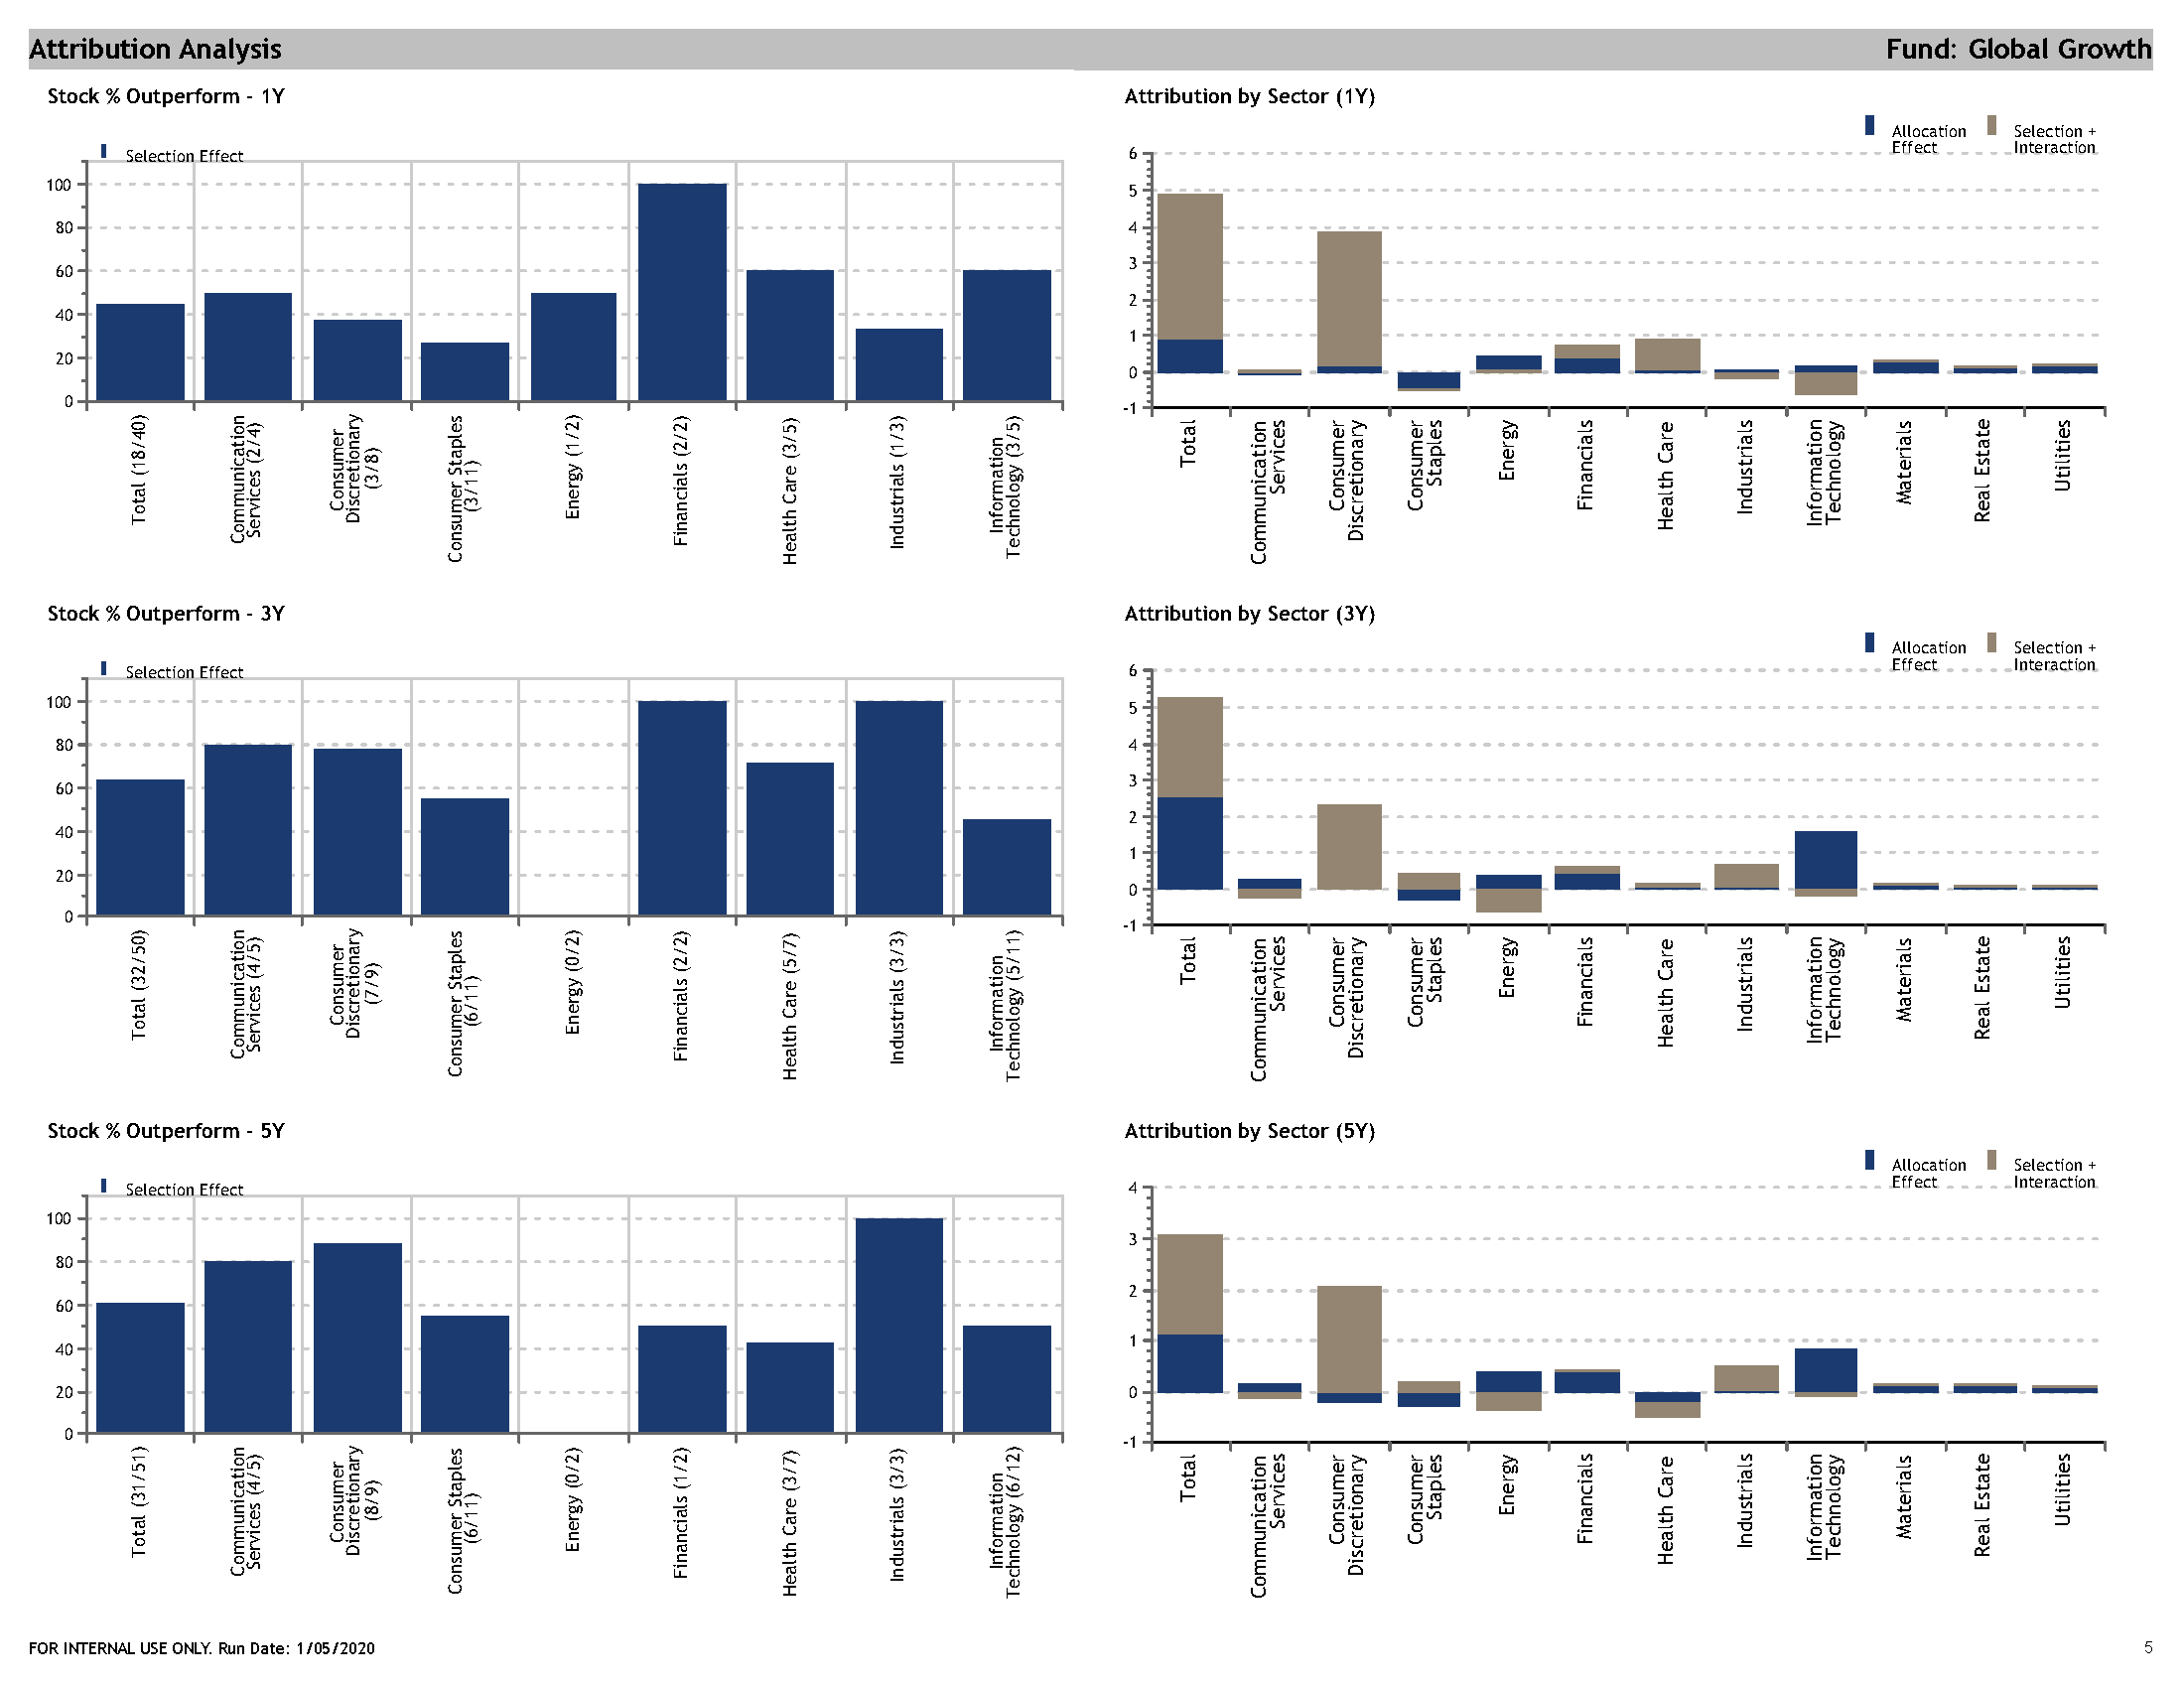 Attribution Analysis
Fund: Global Growth
Stock % Outperform - 1Y
Selection Effect
100
80
60
40
20
0
Total (18/40)
Communication
Services (2/4)
Consumer
Discretionary
(3/8)
Consumer Staples
(3/11)
Energy (1/2)
Financials (2/2)
Health Care (3/5)
Industrials (1/3)
Information
Technology (3/5)
Attribution by Sector (1Y)
Allocation
Effect
Selection +
Interaction
6
5
4
3
2
1
0
-1
Total
Communication
Services
Consumer
Discretionary
Consumer
Staples
Energy
Financials
Health Care
Industrials
Information
Technology
Materials
Real Estate
Utilities
Stock % Outperform - 3Y
Selection Effect
100
80
60
40
20
0
Total (32/50)
Communication
Services (4/5)
Consumer
Discretionary
(7/9)
Consumer Staples
(6/11)
Energy (0/2)
Financials (2/2)
Health Care (5/7)
Industrials (3/3)
Information
Technology (5/11)
Attribution by Sector (3Y)
Allocation
Effect
Selection +
Interaction
6
5
4
3
2
1
0
-1
Total
Communication
Services
Consumer
Discretionary
Consumer
Staples
Energy
Financials
Health Care
Industrials
Information
Technology
Materials
Real Estate
Utilities
Stock % Outperform - 5Y
Selection Effect
100
80
60
40
20
0
Total (31/51)
Communication
Services (4/5)
Consumer
Discretionary
(8/9)
Consumer Staples
(6/11)
Energy (0/2)
Financials (1/2)
Health Care (3/7)
Industrials (3/3)
Information
Technology (6/12)
Attribution by Sector (5Y)
Allocation
Effect
Selection +
Interaction
4
3
2
1
0
-1
Total
Communication
Services
Consumer
Discretionary
Consumer
Staples
Energy
Financials
Health Care
Industrials
Information
Technology
Materials
Real Estate
Utilities
FOR INTERNAL USE ONLY. Run Date: 1/05/2020
5